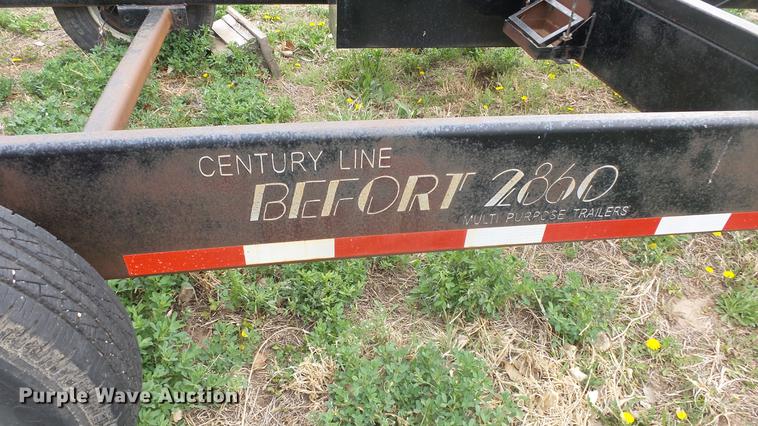 CENTURY LINE
BEFORT 2860
MULTI PURPOSE TRAILERS
Purple Wave Auction